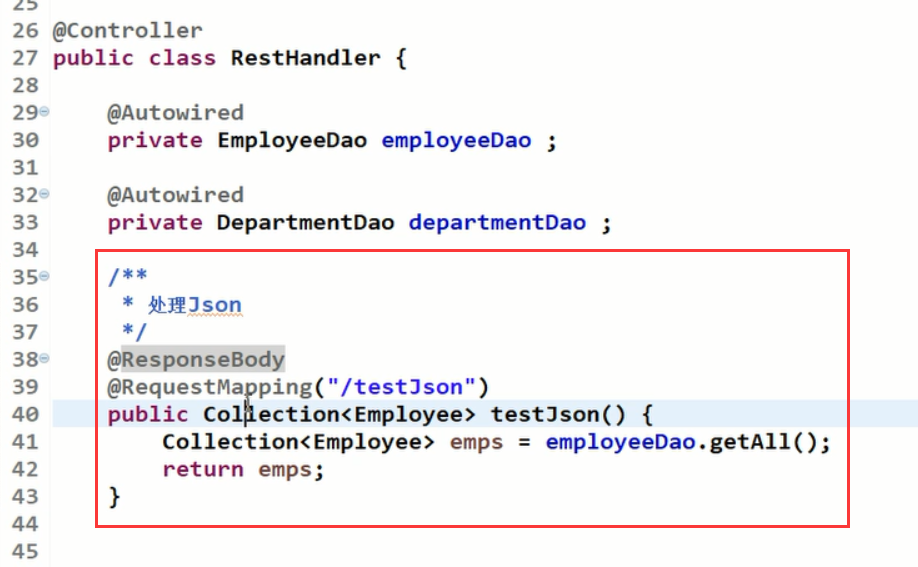 25
26 @Controller
27 public class RestHandler {
28
29 @Autowired
30 private EmployeeDao employeeDao ;
31
32 @Autowired
33 private DepartmentDao departmentDao ;
34
35 /**
36 * 处理Json
37 */
38 @ResponseBody
39 @RequestMapping("/testJson")
40 public Collection<Employee> testJson() {
41 Collection<Employee> emps = employeeDao.getAll();
42 return emps;
43 }
44
45